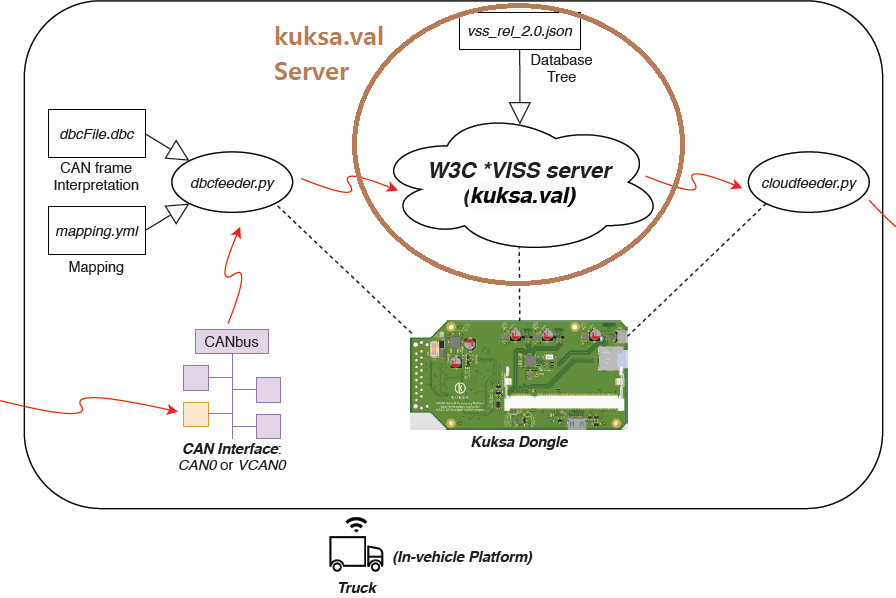 kuksa.val
Server
vss_rel_2.0.json
Database
Tree
dbcFile.dbc
CAN frame
Interpretation
dbcfeeder.py
W3C *VISS server
(kuksa.val)
cloudfeeder.py
mapping.yml
Mapping
CANbus
KUKSA
Kuksa Dongle
CAN Interface:
CAN0 or VCAN0
(In-vehicle Platform)
Truck